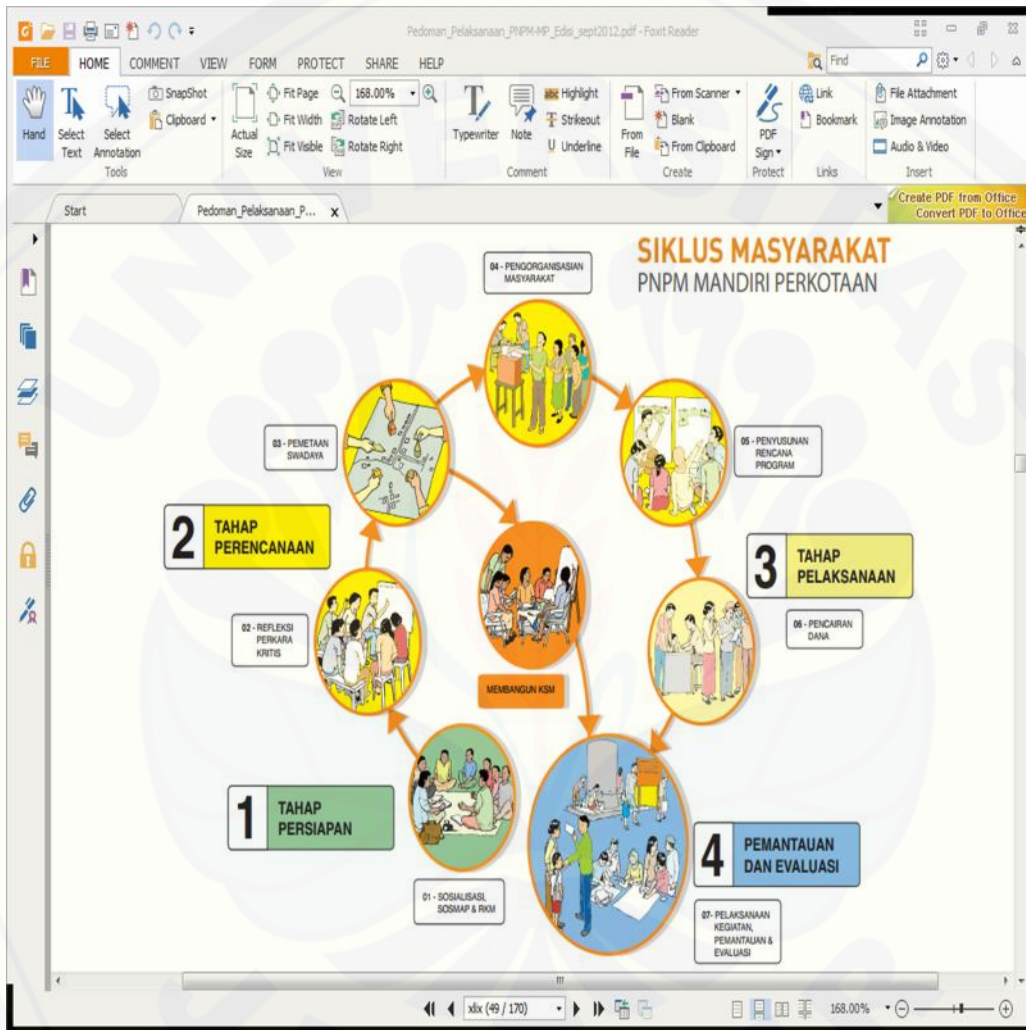 Pedoman_Pelaksanaan_PNPM-MP_Edisi_sept2012.pdf - Foxit Reader
FILE HOME COMMENT VIEW FORM PROTECT SHARE HELP Find
Hand
Select Text
Select Annotation
SnapShot
Clipboard
Tools
Actual Size
Fit Page
Fit Width
Fit Visible
168.00%
Rotate Left
Rotate Right
View
Typewriter
Note
abc Highlight
Strikeout
U Underline
Comment
From File
From Scanner
Blank
From Clipboard
Create
PDF Sign
Protect
Link
Bookmark
Links
File Attachment
Image Annotation
Audio & Video
Insert
Start
Pedoman_Pelaksanaan_P... x
Create PDF from Office
Convert PDF to Office
SIKLUS MASYARAKAT
PNPM MANDIRI PERKOTAAN
04 - PENGORGANISASIAN
MASYARAKAT
03 - PEMETAAN
SWADAYA
05 - PENYUSUNAN
RENCANA
PROGRAM
2 TAHAP
PERENCANAAN
3 TAHAP
PELAKSANAAN
02 - REFLEKSI
PERKARA
KRITIS
06 - PENCAIRAN
DANA
MEMBANGUN KSM
1 TAHAP
PERSIAPAN
4 PEMANTAUAN
DAN EVALUASI
01 - SOSIALISASI,
SOSMAP & RKM
07 - PELAKSANAAN
KEGIATAN,
PEMANTAUAN &
EVALUASI
xlix (49 / 170)
168.00%
UNIVERSITAS